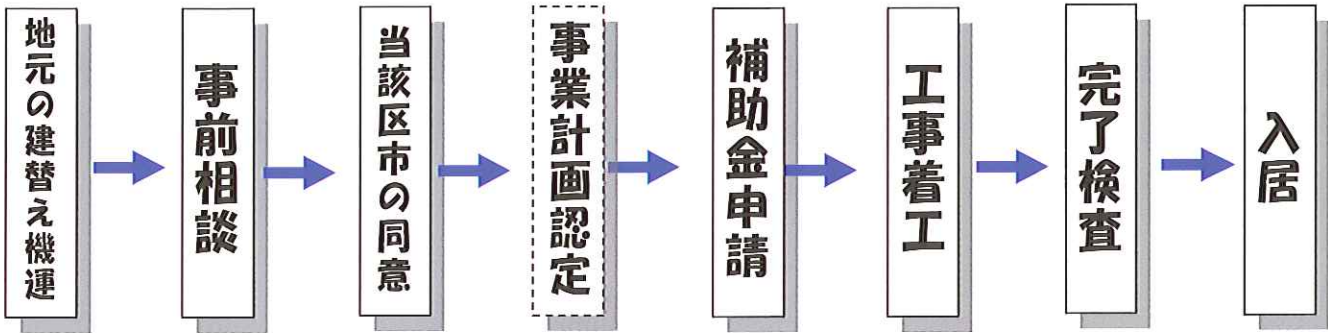 地元の建替え機運
事前相談
当該区市の同意
事業計画認定
補助金申請
工事着工
完了検査
入居